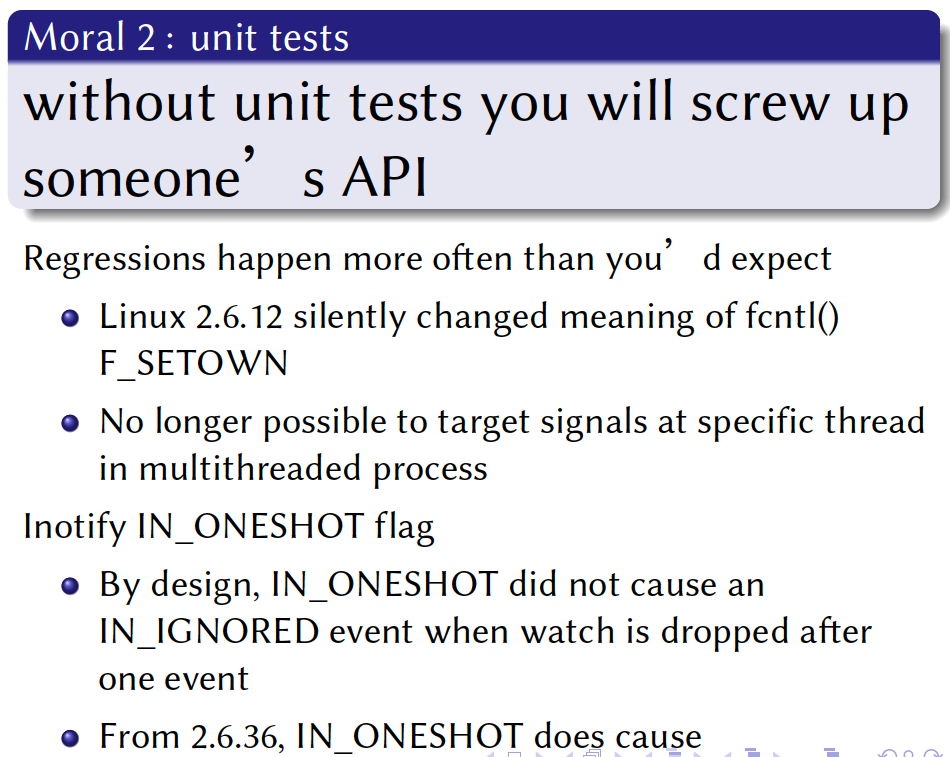 Moral 2 : unit tests
without unit tests you will screw up
someone’ s API
Regressions happen more often than you’ d expect
Linux 2.6.12 silently changed meaning of fcntl()
F_SETOWN
No longer possible to target signals at specific thread
in multithreaded process
Inotify IN_ONESHOT flag
By design, IN_ONESHOT did not cause an
IN_IGNORED event when watch is dropped after
one event
From 2.6.36, IN_ONESHOT does cause